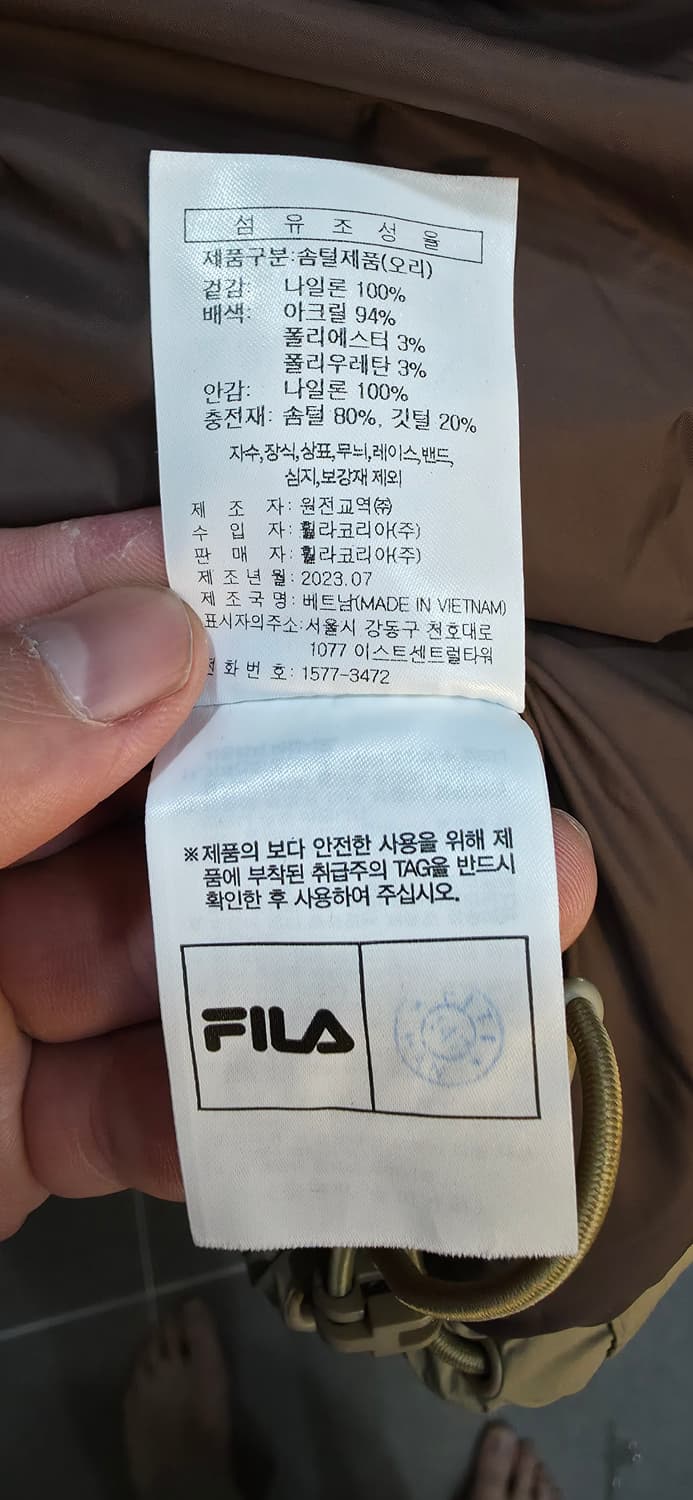 섬 유 조 성 율
제품구분:솜털제품(오리)
겉감: 나일론 100%
배색: 아크릴 94%
폴리에스터 3%
폴리우레탄 3%
안감: 나일론 100%
충전재: 솜털 80%, 깃털 20%
자수,장식,상표,무늬,레이스,밴드,
심지,보강재 제외
제 조 자: 원전교역㈜
수 입 자: 휠라코리아(주)
판 매 자: 휠라코리아(주)
제 조 년 월: 2023.07
제 조 국 명: 베트남(MADE IN VIETNAM)
표시자의주소:서울시 강동구 천호대로
1077 이스트센트럴타워
전 화 번 호: 1577-3472
※제품의 보다 안전한 사용을 위해 제
품에 부착된 취급주의 TAG을 반드시
확인한 후 사용하여 주십시오.
FILA